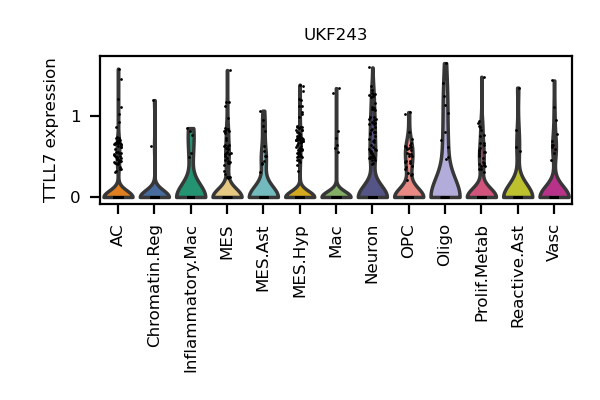 UKF243
TTLL7 expression
1
0
AC
Chromatin.Reg
Inflammatory.Mac
MES
MES.Ast
MES.Hyp
Mac
Neuron
OPC
Oligo
Prolif.Metab
Reactive.Ast
Vasc